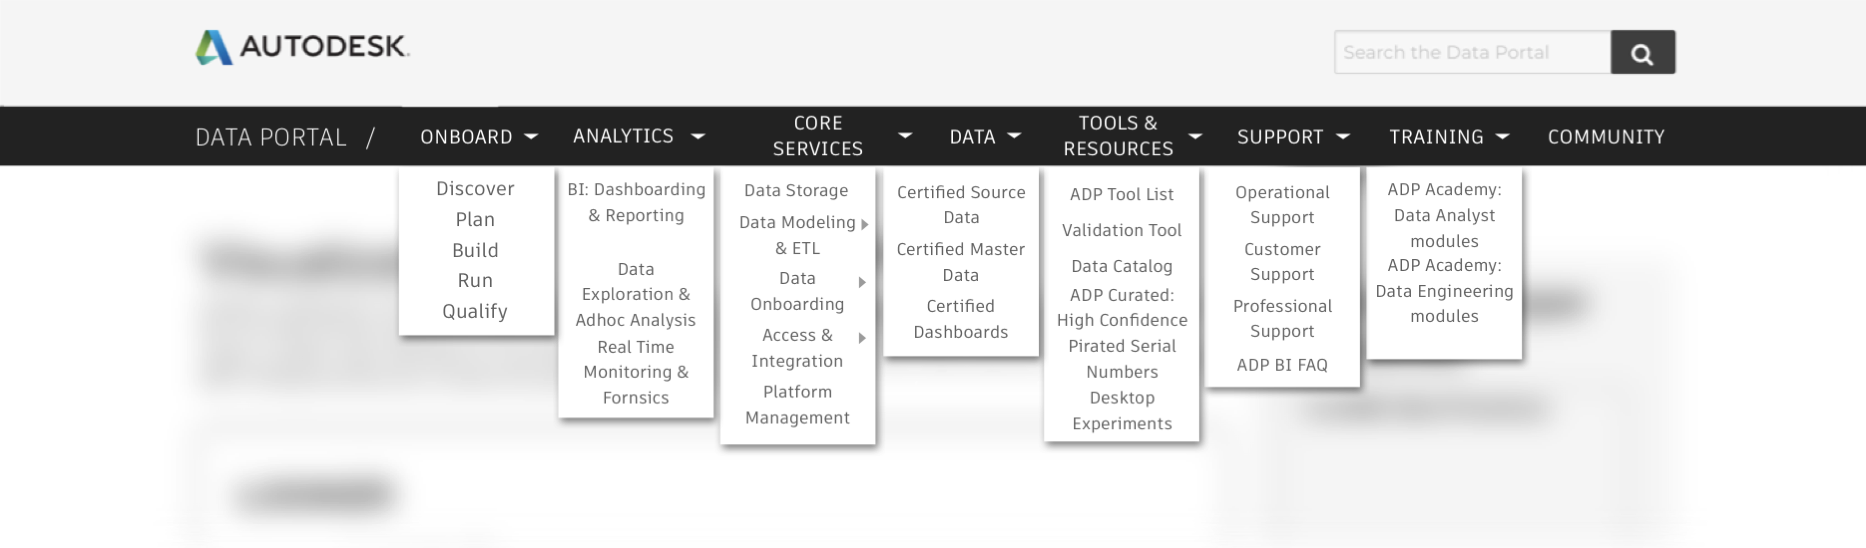 AUTODESK.
Search the Data Portal
DATA PORTAL /
ONBOARD
ANALYTICS
CORE
SERVICES
DATA
TOOLS &
RESOURCES
SUPPORT
TRAINING
COMMUNITY
Discover
Plan
Build
Run
Qualify
BI: Dashboarding
& Reporting
Data
Exploration &
Adhoc Analysis
Real Time
Monitoring &
Fornsics
Data Storage
Data Modeling
& ETL
Data
Onboarding
Access &
Integration
Platform
Management
Certified Source
Data
Certified Master
Data
Certified
Dashboards
ADP Tool List
Validation Tool
Data Catalog
ADP Curated:
High Confidence
Pirated Serial
Numbers
Desktop
Experiments
Operational
Support
Customer
Support
Professional
Support
ADP BI FAQ
ADP Academy:
Data Analyst
modules
ADP Academy:
Data Engineering
modules